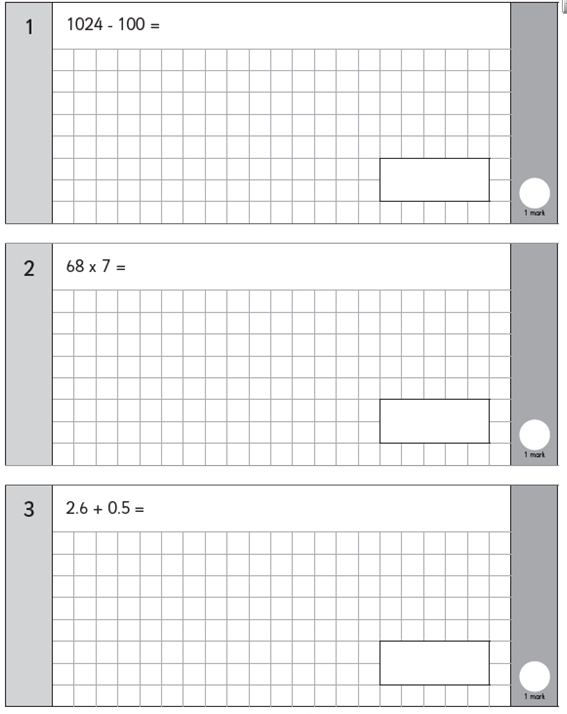 1
1024 - 100 =
1 mark
2
68 x 7 =
1 mark
3
2.6 + 0.5 =
1 mark